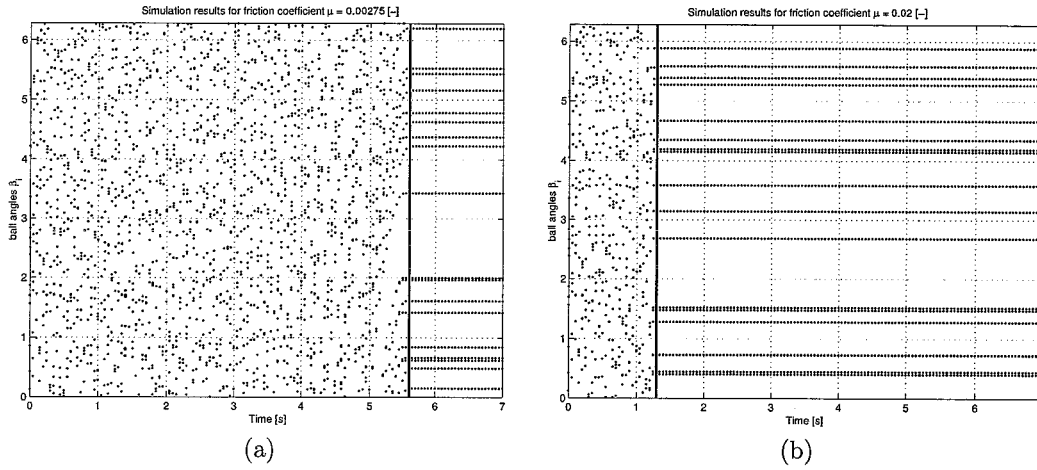 Simulation results for friction coefficient μ = 0.00275 [–]
6
5
4
3
2
1
0
ball angles β_i
0 1 2 3 4 5 6 7
Time [s]
(a)
Simulation results for friction coefficient μ = 0.02 [–]
6
5
4
3
2
1
0
ball angles β_i
0 1 2 3 4 5 6
Time [s]
(b)